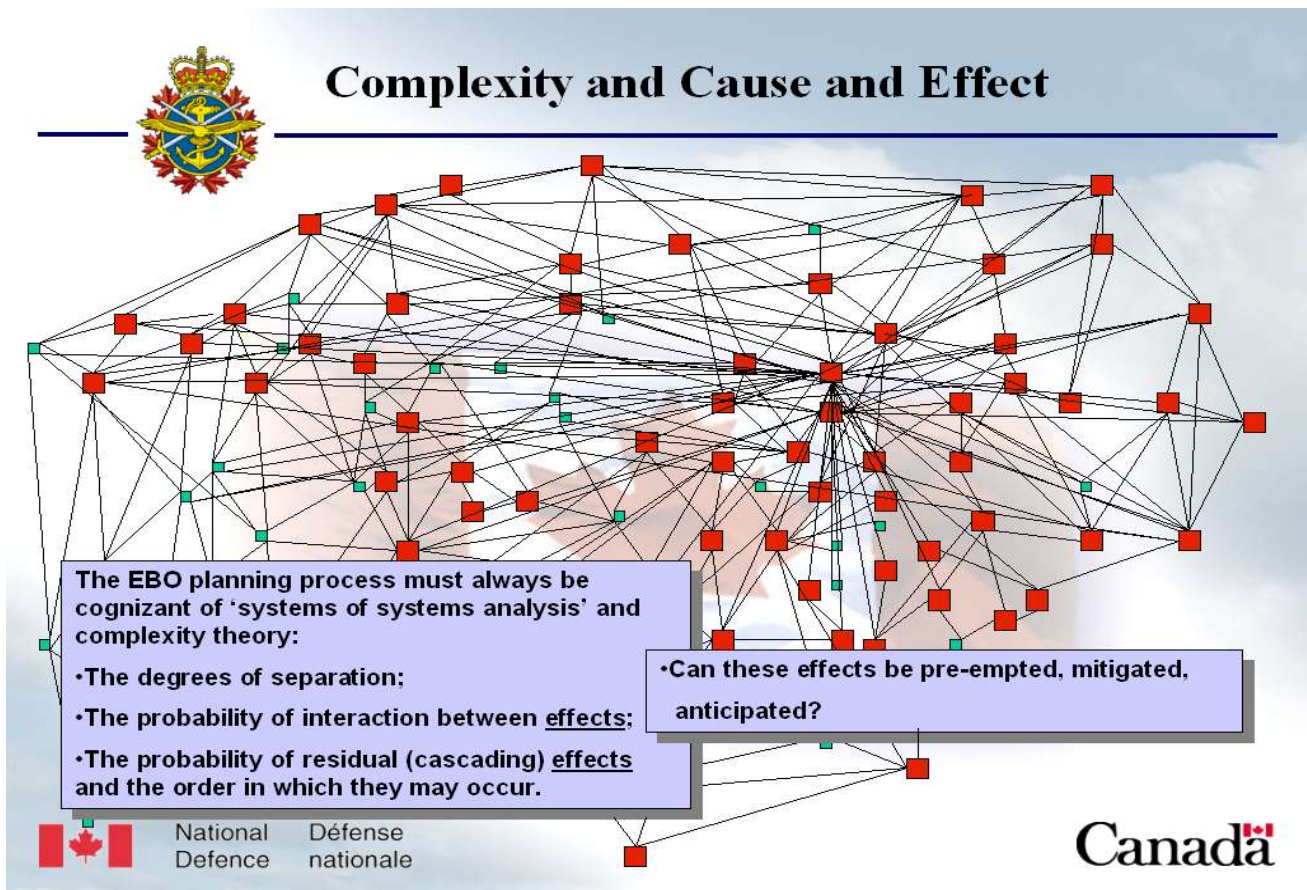 Complexity and Cause and Effect
The EBO planning process must always be
cognizant of ‘systems of systems analysis’ and
complexity theory:
•The degrees of separation;
•The probability of interaction between effects;
•The probability of residual (cascading) effects
and the order in which they may occur.
•Can these effects be pre-empted, mitigated,
anticipated?
National Défense
Defence nationale
Canada